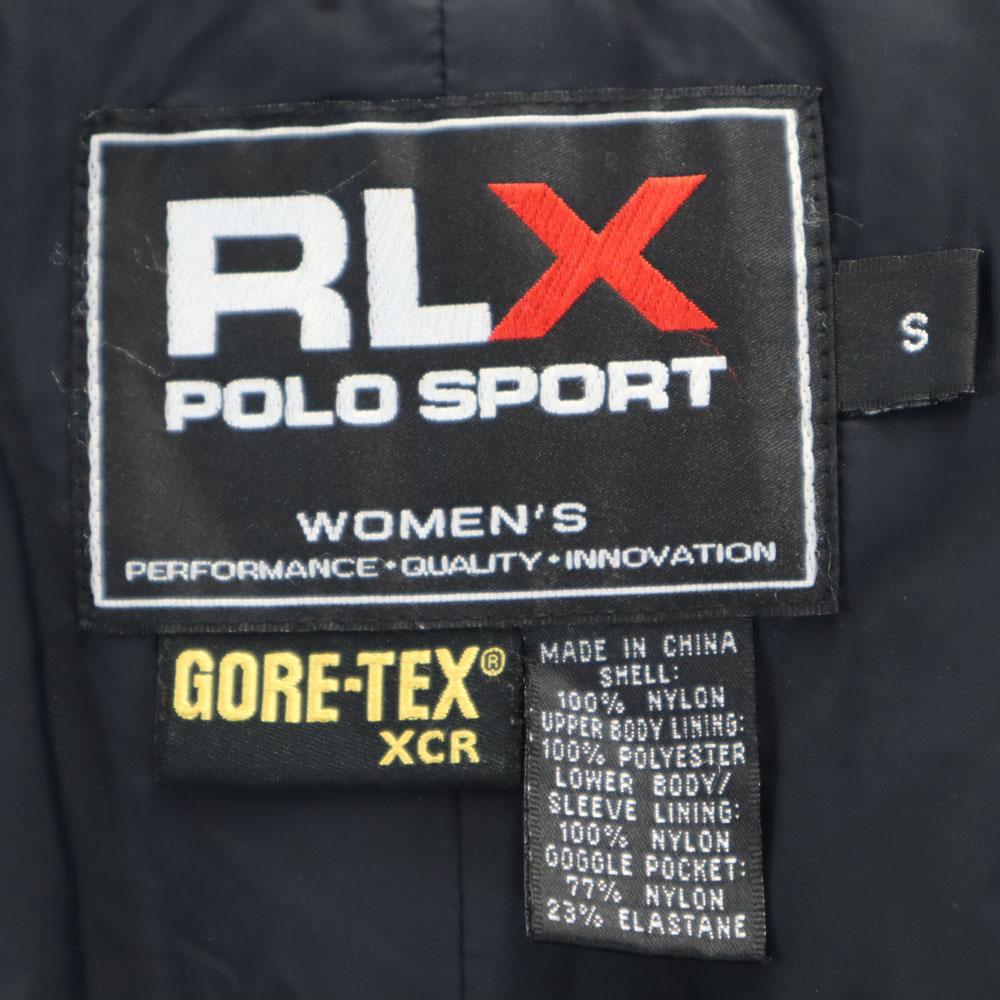 RLX
POLO SPORT
WOMEN'S
PERFORMANCE • QUALITY • INNOVATION
S
GORE-TEX®
XCR
MADE IN CHINA
SHELL:
100% NYLON
UPPER BODY LINING:
100% POLYESTER
LOWER BODY/
SLEEVE LINING:
100% NYLON
GOGGLE POCKET:
77% NYLON
23% ELASTANE